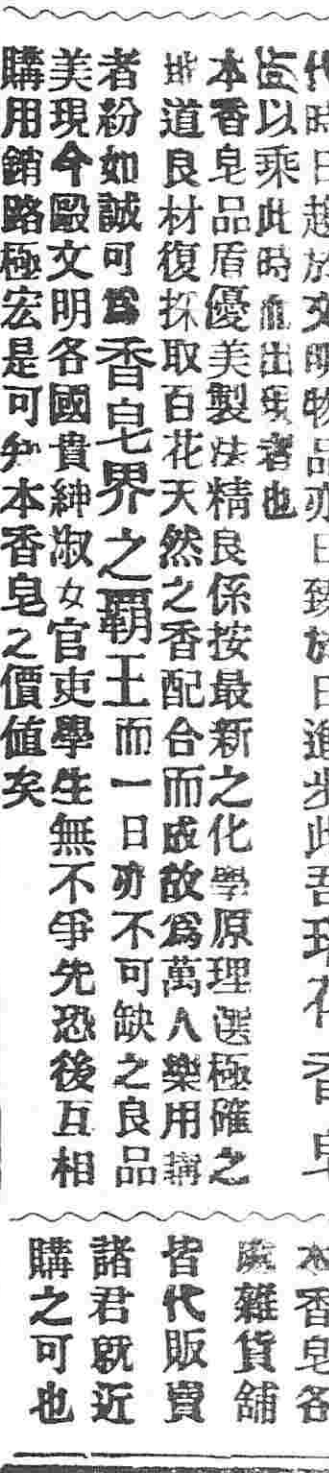 代時日趨於文明物品亦日致於日進步此吾球花香皂
益以乘此時而出現者也
本香皂品盾優美製法精良係按最新之化學原理選極確之
地道良材復採取百花天然之香配合而成故爲萬人樂用購
者紛如誠可爲香皂界之霸王而一日亦不可缺之良品
美現今歐文明各國貴紳淑女官吏學生無不爭先恐後互相
購用銷路極宏是可知本香皂之價值矣
本香皂各
處雜貨舖
皆代販賣
諸君就近
購之可也